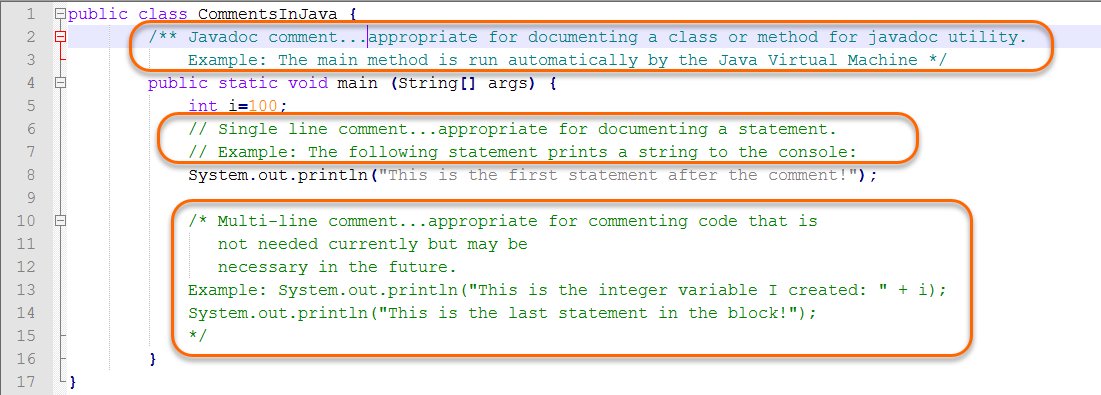 1 public class CommentsInJava {
2 /** Javadoc comment...appropriate for documenting a class or method for javadoc utility.
3 Example: The main method is run automatically by the Java Virtual Machine */
4 public static void main (String[] args) {
5 int i=100;
6 // Single line comment...appropriate for documenting a statement.
7 // Example: The following statement prints a string to the console:
8 System.out.println("This is the first statement after the comment!");
9
10 /* Multi-line comment...appropriate for commenting code that is
11 not needed currently but may be
12 necessary in the future.
13 Example: System.out.println("This is the integer variable I created: " + i);
14 System.out.println("This is the last statement in the block!");
15 */
16 }
17 }